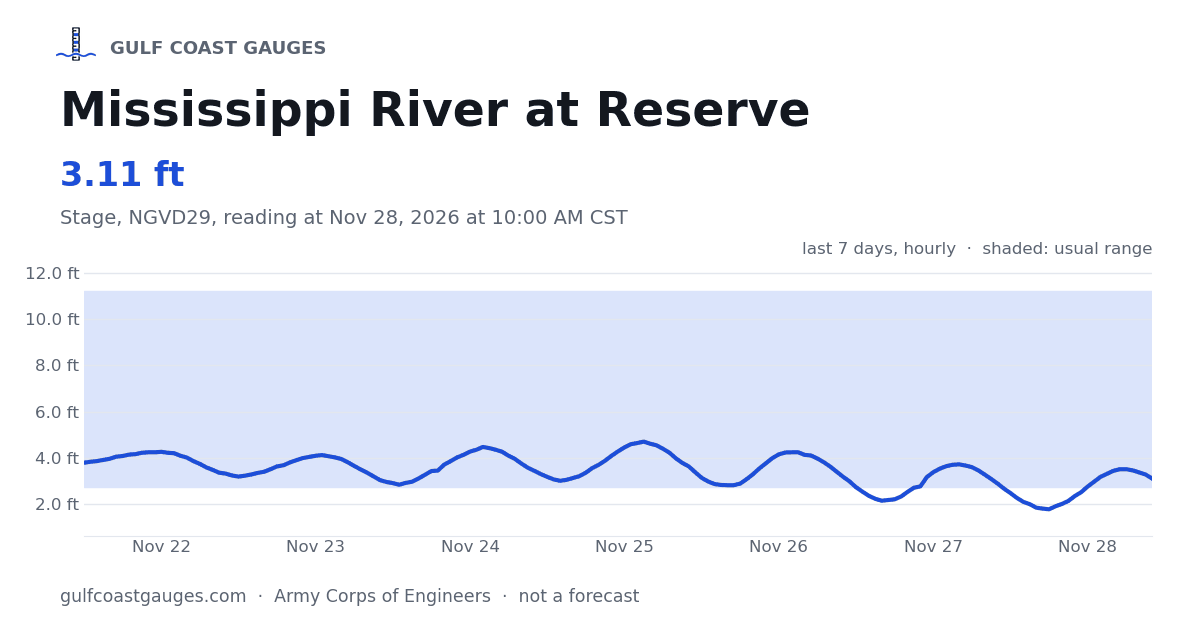 GULF COAST GAUGES
Mississippi River at Reserve
3.11 ft
Stage, NGVD29, reading at Nov 28, 2026 at 10:00 AM CST
last 7 days, hourly · shaded: usual range
12.0 ft
10.0 ft
8.0 ft
6.0 ft
4.0 ft
2.0 ft
Nov 22 Nov 23 Nov 24 Nov 25 Nov 26 Nov 27 Nov 28
gulfcoastgauges.com · Army Corps of Engineers · not a forecast